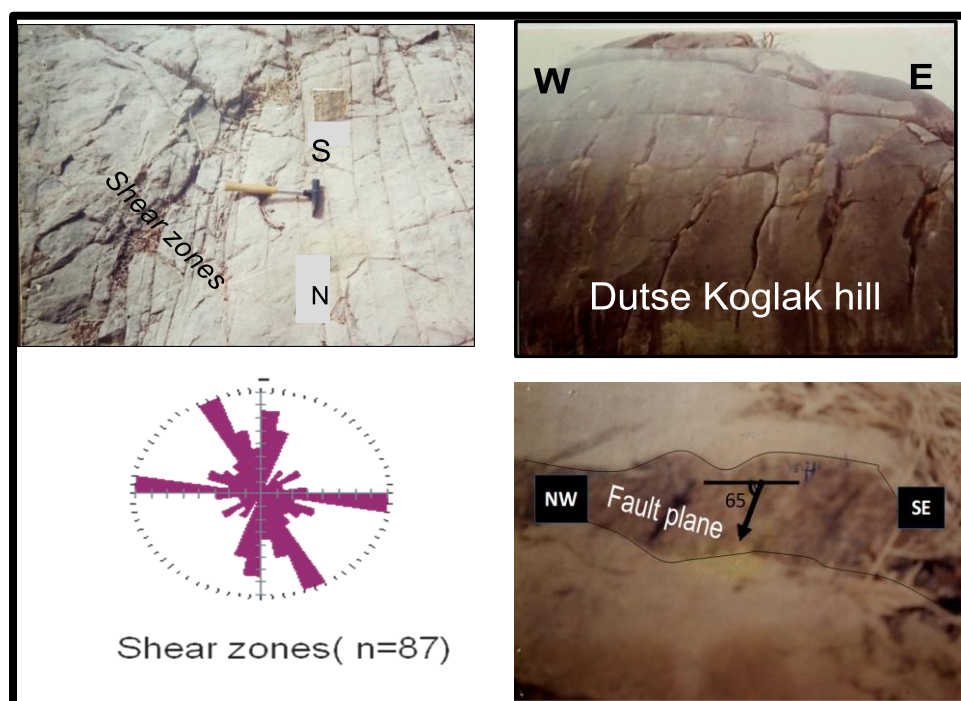 S
Shear zones
N
W
E
Dutse Koglak hill
Shear zones( n=87)
NW
Fault plane
65
SE